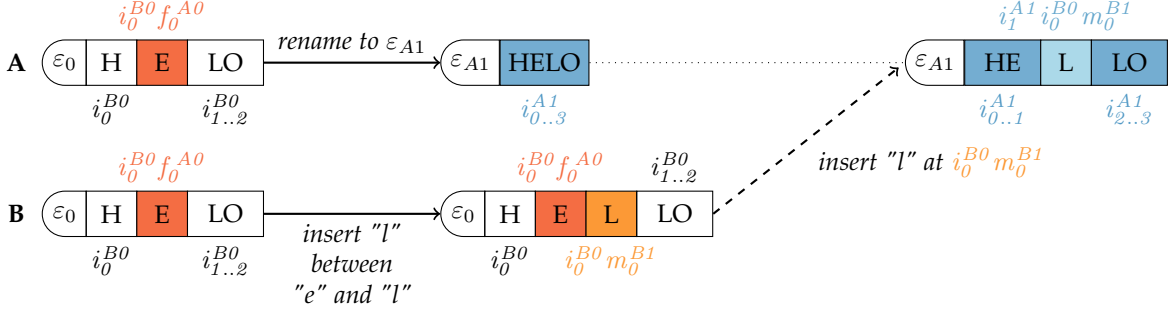 i_0^{B0} f_0^{A0}
i_1^{A1} i_0^{B0} m_0^{B1}
A ε_0 H E LO rename to ε_{A1} ε_{A1} HELO ε_{A1} HE L LO
i_0^{B0} i_{1..2}^{B0} i_{0..3}^{A1} i_{0..1}^{A1} i_{2..3}^{A1}
i_0^{B0} f_0^{A0} i_0^{B0} f_0^{A0} i_{1..2}^{B0} insert "l" at i_0^{B0} m_0^{B1}
B ε_0 H E LO ε_0 H E L LO
i_0^{B0} i_{1..2}^{B0} insert "l" i_0^{B0} i_0^{B0} m_0^{B1}
between
"e" and "l"